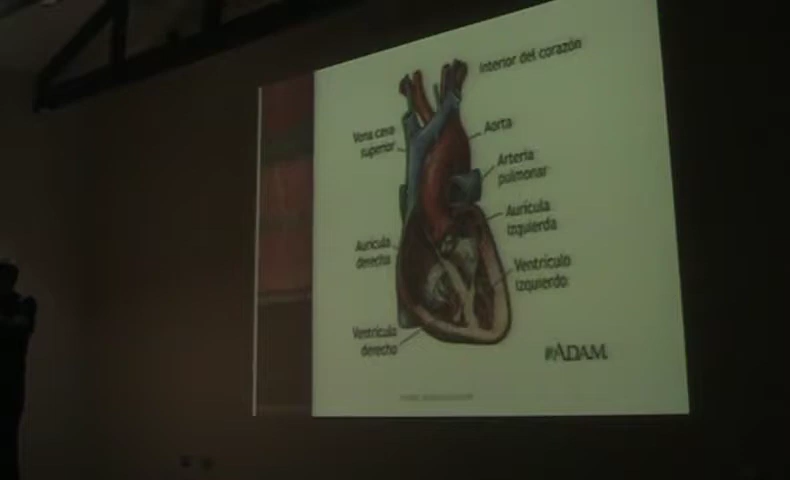 Interior del corazón
Vena cava
superior
Aorta
Arteria
pulmonar
Aurícula
izquierda
Aurícula
derecha
Ventrículo
izquierdo
Ventrículo
derecho
ADAM.